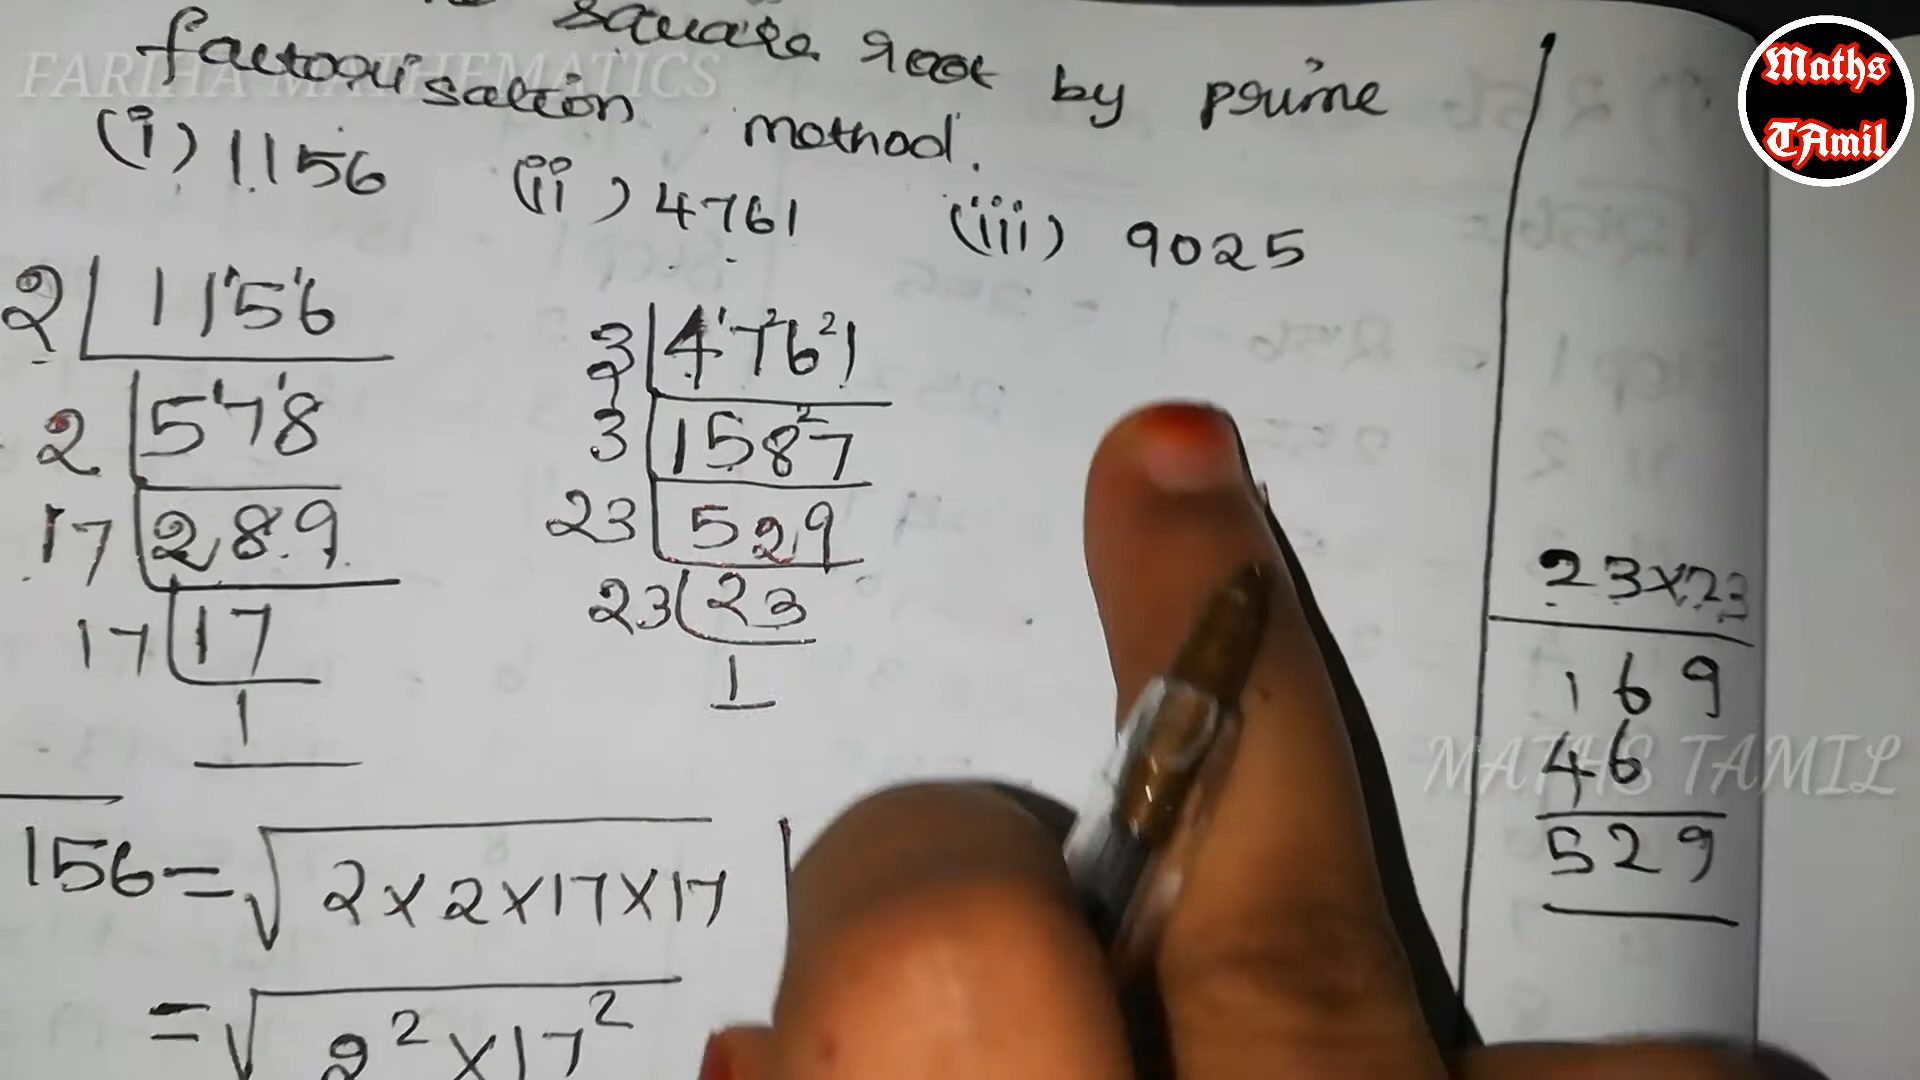 square root by prime
factorisation method.
(i) 1156 (ii) 4761 (iii) 9025
2 1156
2 578
17 289
17 17
1
3 4761
3 1587
23 529
23 23
1
23×23
169
46
529
156 = √2×2×17×17
= √2²×17²
FARIHA MATHEMATICS
MATHS TAMIL
Maths
TAmil